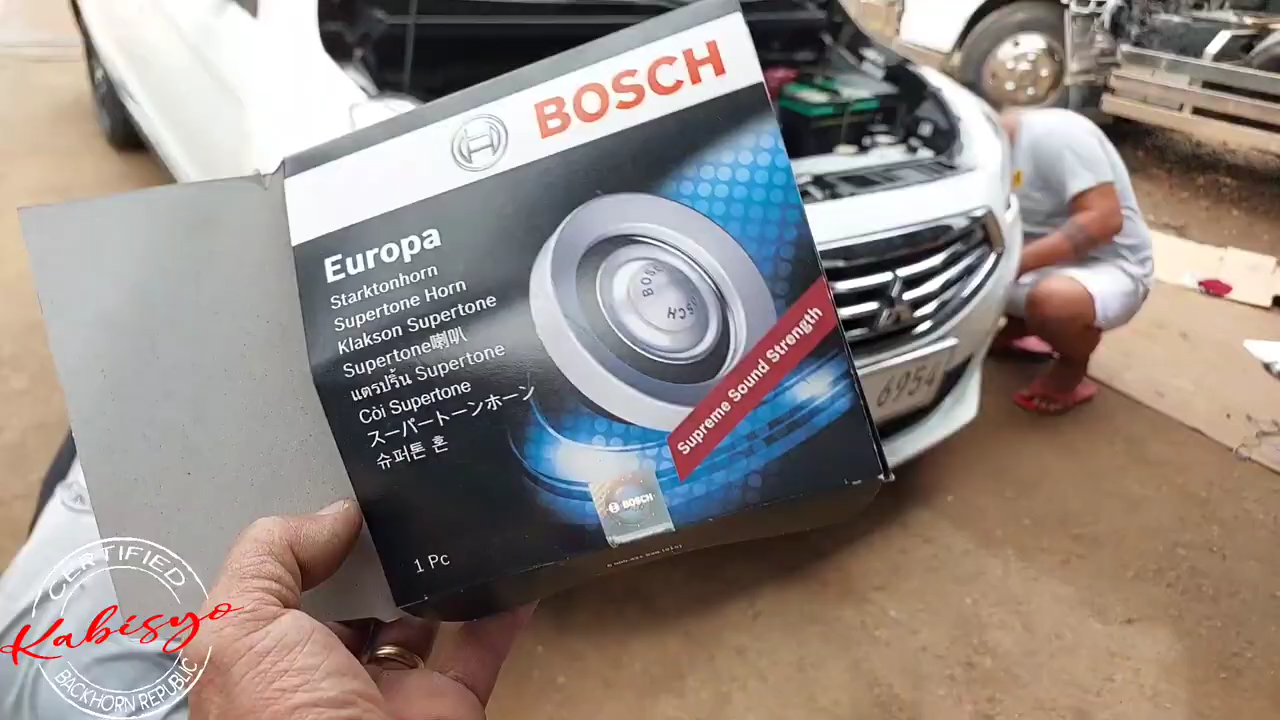 BOSCH
Europa
Starktonhorn
Supertone Horn
Klakson Supertone
Supertone喇叭
แตรปริ้น Supertone
Còi Supertone
スーパートーンホーン
슈퍼톤 혼
BOSCH
BOSCH
Supreme Sound Strength
BOSCH
1 Pc
6954
CERTIFIED
Kabisyo
BACKHORN REPUBLIC